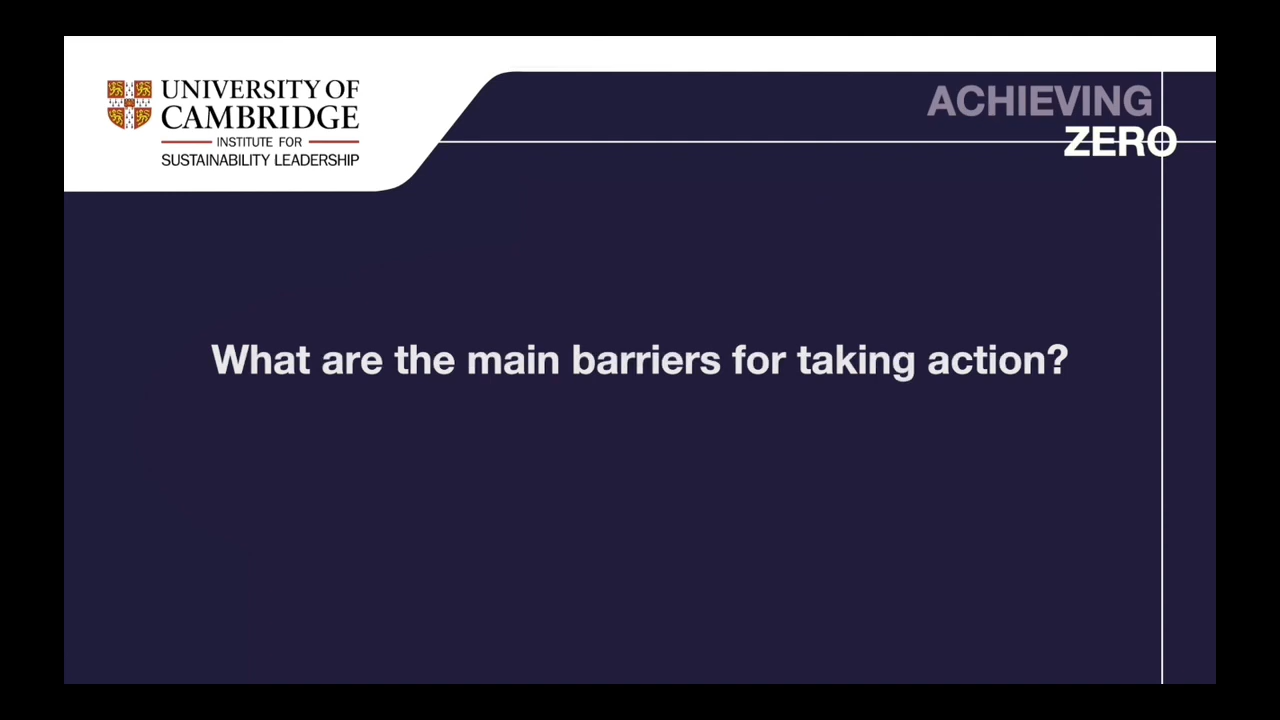 UNIVERSITY OF
CAMBRIDGE
INSTITUTE FOR
SUSTAINABILITY LEADERSHIP
ACHIEVING
ZERO
What are the main barriers for taking action?